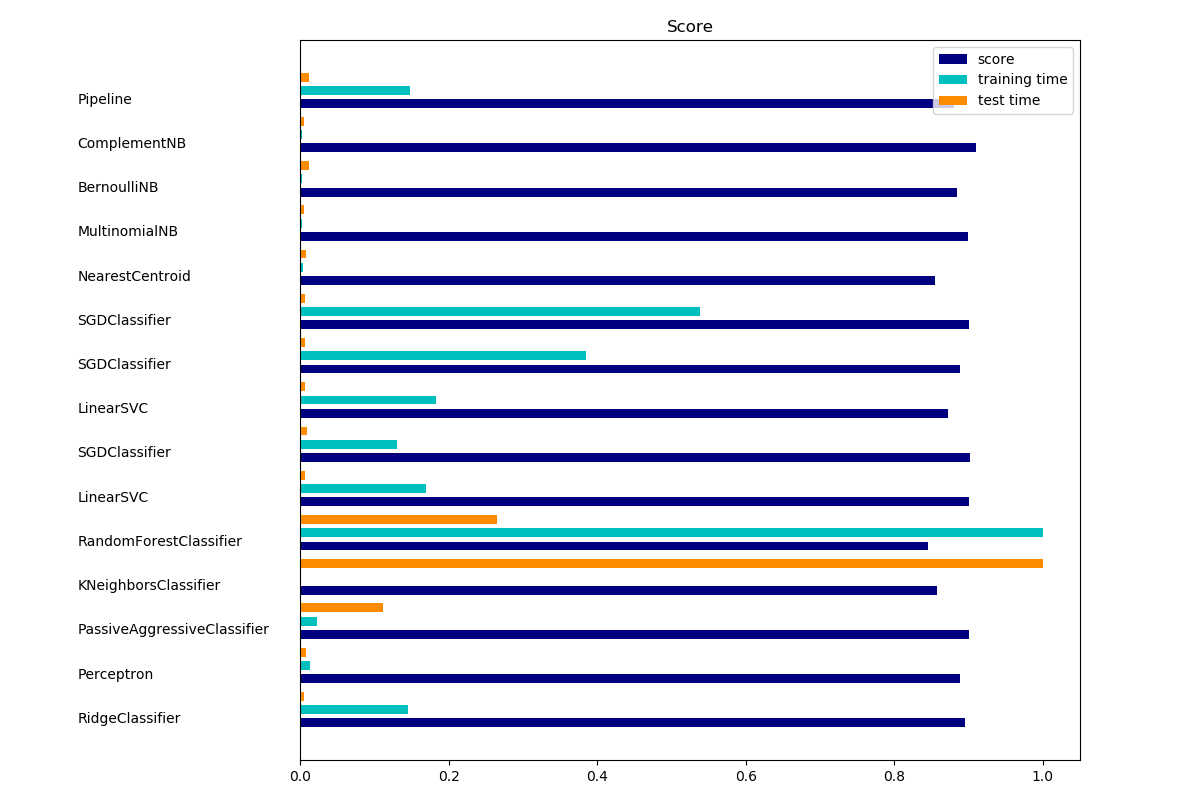 Score
score
training time
test time
Pipeline
ComplementNB
BernoulliNB
MultinomialNB
NearestCentroid
SGDClassifier
SGDClassifier
LinearSVC
SGDClassifier
LinearSVC
RandomForestClassifier
KNeighborsClassifier
PassiveAggressiveClassifier
Perceptron
RidgeClassifier
0.0 0.2 0.4 0.6 0.8 1.0